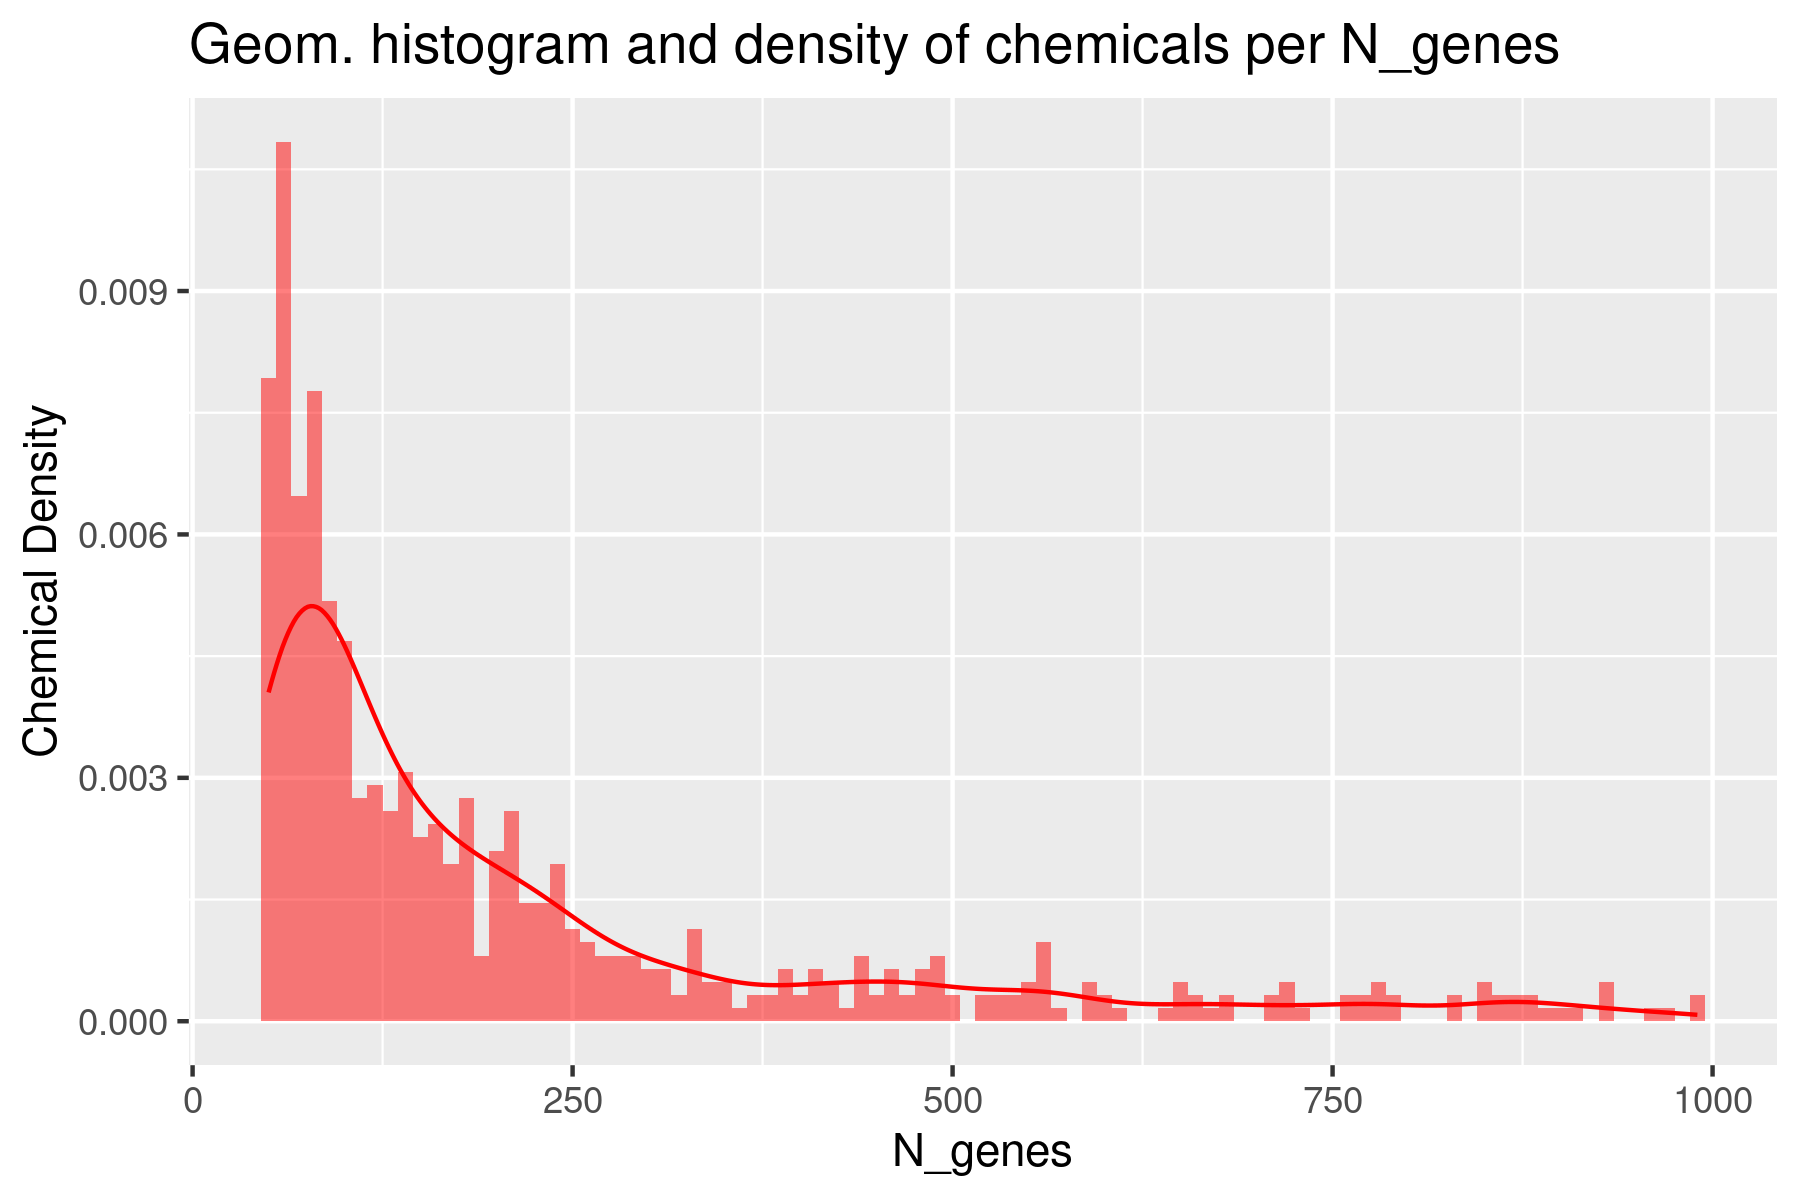 Geom. histogram and density of chemicals per N_genes
Chemical Density
0.009
0.006
0.003
0.000
0 250 500 750 1000
N_genes